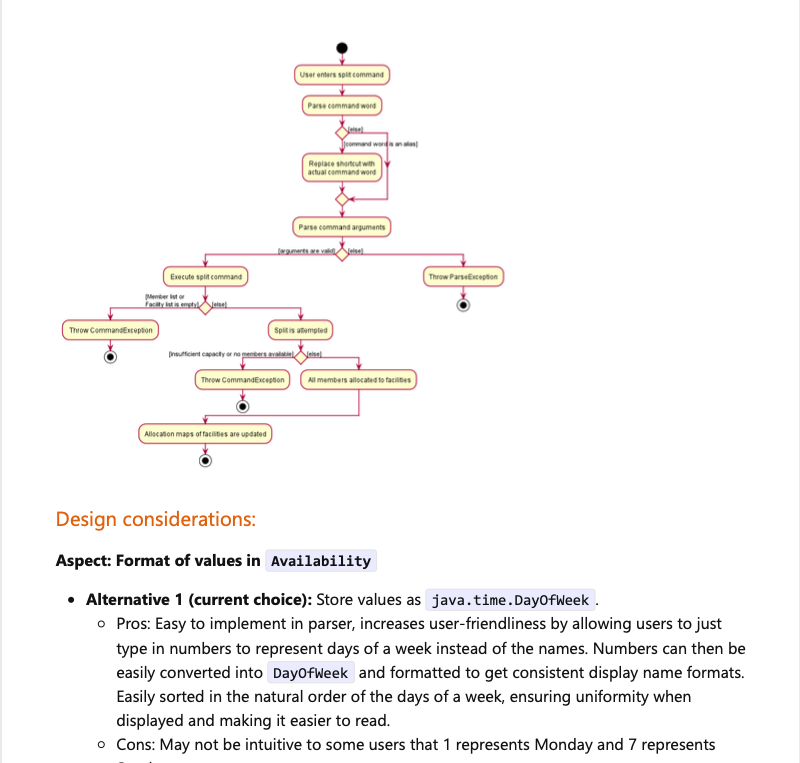 User enters split command
Parse command word
[else]
[command word is an alias]
Replace shortcut with
actual command word
Parse command arguments
[arguments are valid]
[else]
Execute split command
Throw ParseException
[Member list or
Facility list is empty]
[else]
Throw CommandException
Split is attempted
[Insufficient capacity or no members available]
[else]
Throw CommandException
All members allocated to facilities
Allocation maps of facilities are updated
Design considerations:
Aspect: Format of values in Availability
• Alternative 1 (current choice): Store values as java.time.DayOfWeek.
○ Pros: Easy to implement in parser, increases user-friendliness by allowing users to just
type in numbers to represent days of a week instead of the names. Numbers can then be
easily converted into DayOfWeek and formatted to get consistent display name formats.
Easily sorted in the natural order of the days of a week, ensuring uniformity when
displayed and making it easier to read.
○ Cons: May not be intuitive to some users that 1 represents Monday and 7 represents